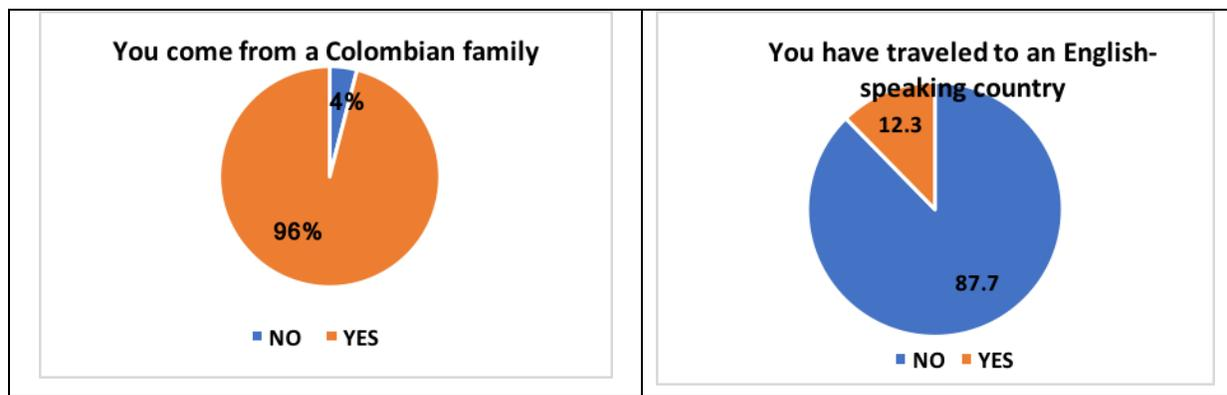 You come from a Colombian family
4%
96%
NO YES
You have traveled to an English-
speaking country
12.3
87.7
NO YES